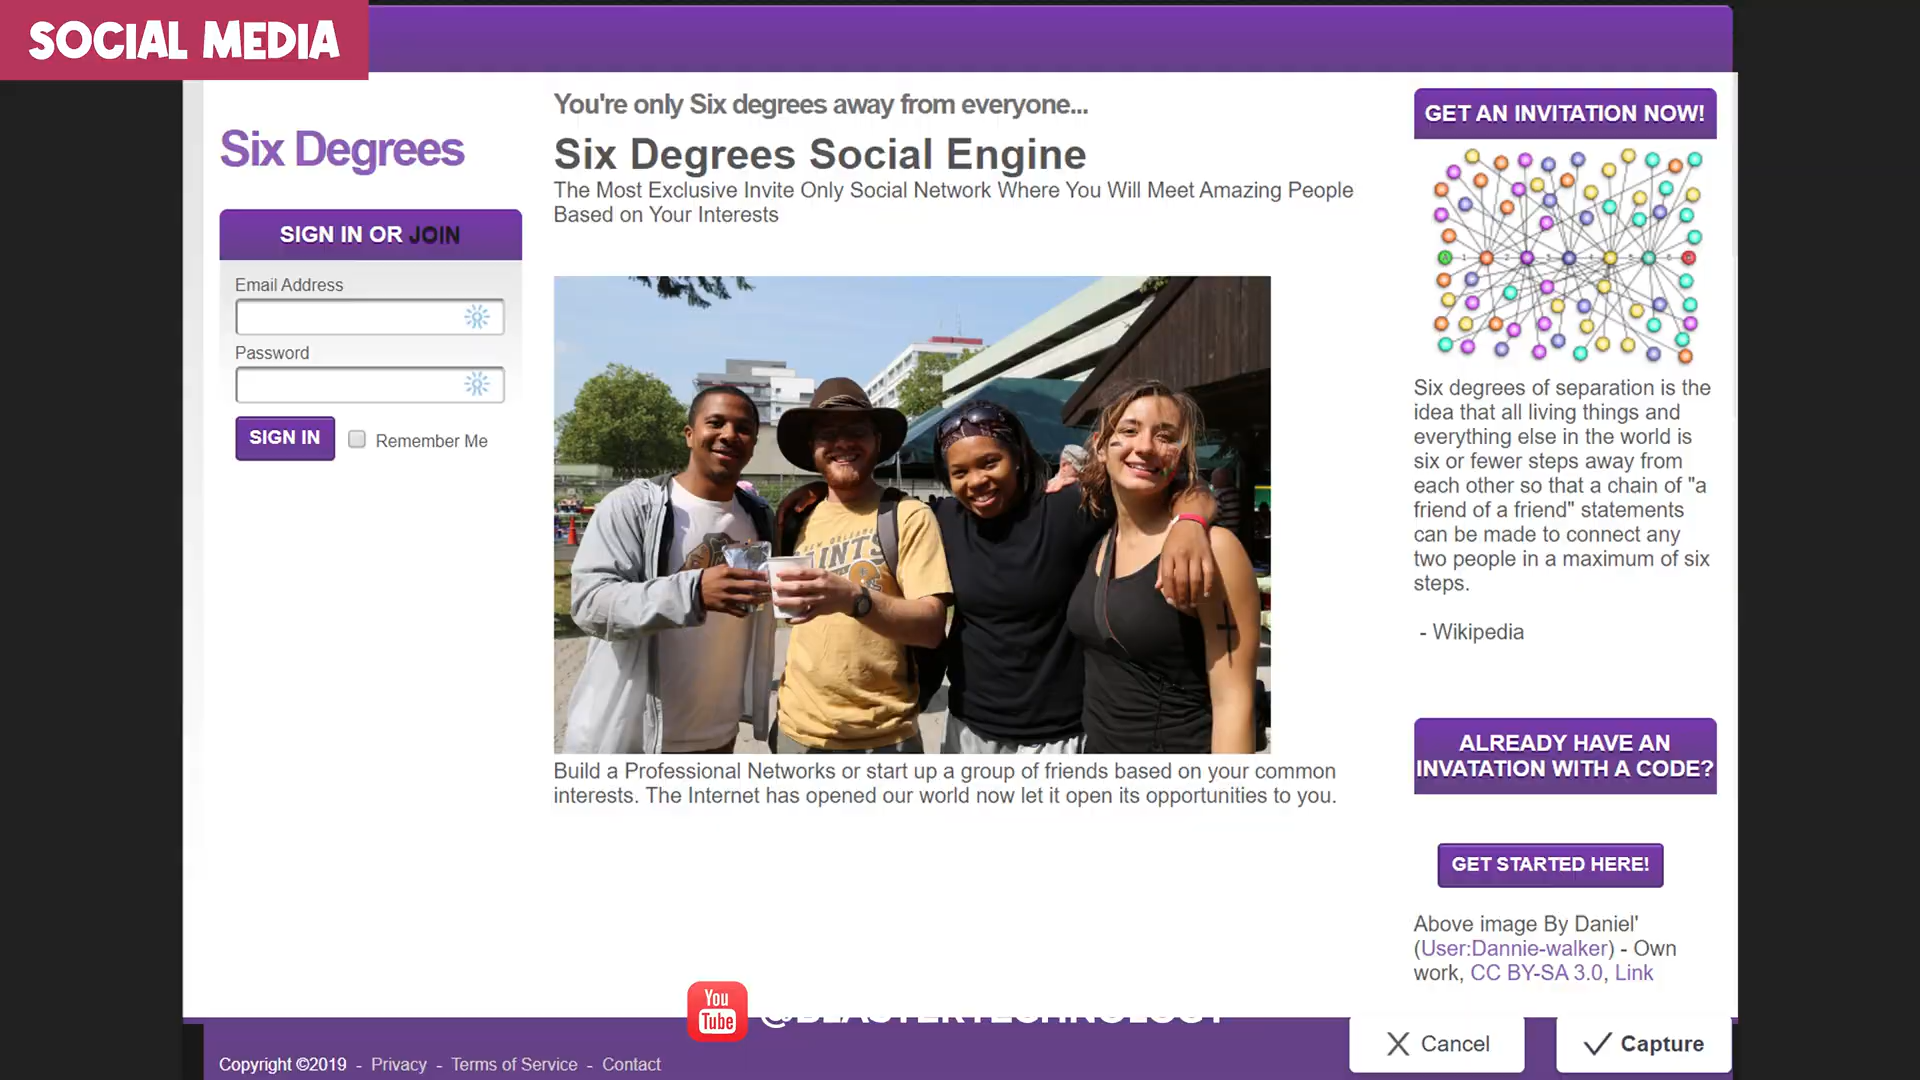 SOCIAL MEDIA
Six Degrees
SIGN IN OR JOIN
Email Address
Password
SIGN IN
Remember Me
You're only Six degrees away from everyone...
Six Degrees Social Engine
The Most Exclusive Invite Only Social Network Where You Will Meet Amazing People
Based on Your Interests
Build a Professional Networks or start up a group of friends based on your common
interests. The Internet has opened our world now let it open its opportunities to you.
GET AN INVITATION NOW!
Six degrees of separation is the
idea that all living things and
everything else in the world is
six or fewer steps away from
each other so that a chain of "a
friend of a friend" statements
can be made to connect any
two people in a maximum of six
steps.
- Wikipedia
ALREADY HAVE AN
INVATATION WITH A CODE?
GET STARTED HERE!
Above image By Daniel'
(User:Dannie-walker) - Own
work, CC BY-SA 3.0, Link
You
Tube
Cancel
Capture
Copyright ©2019 - Privacy - Terms of Service - Contact